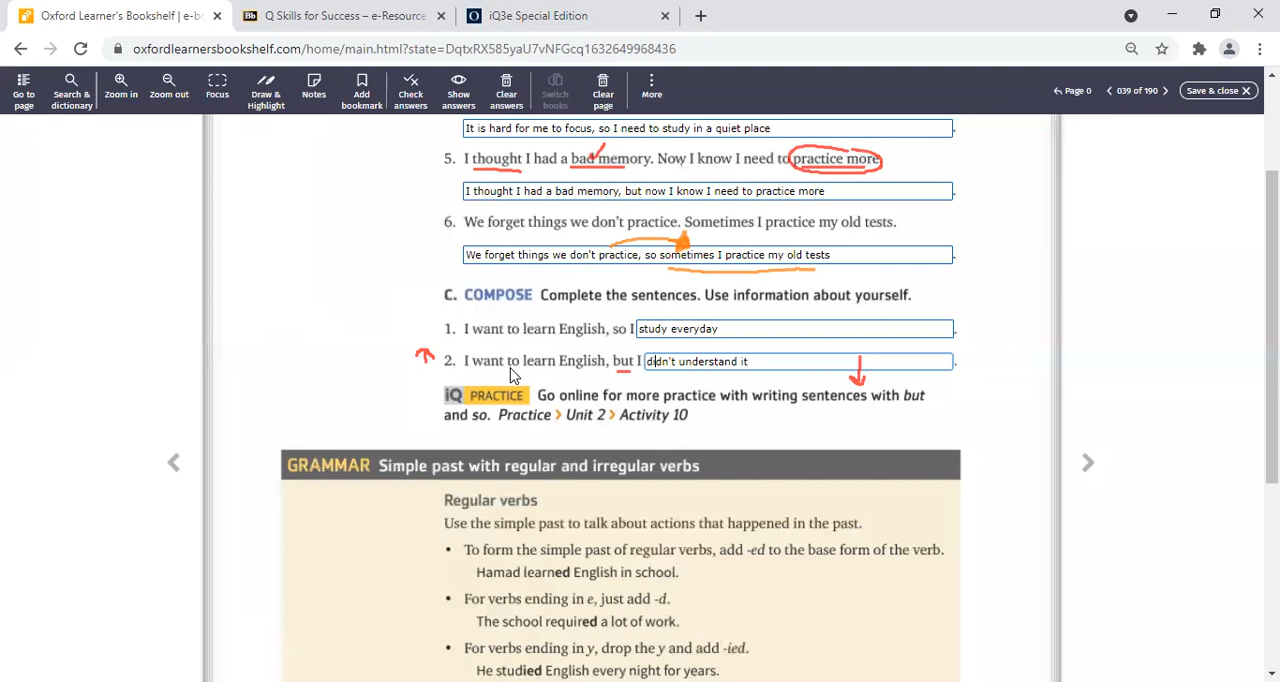 Oxford Learner's Bookshelf | e-b
Q Skills for Success – e-Resource
iQ3e Special Edition
oxfordlearnersbookshelf.com/home/main.html?state=DqtxRX585yaU7vNFGcq1632649968436
Go to page
Search & dictionary
Zoom in
Zoom out
Focus
Draw & Highlight
Notes
Add bookmark
Check answers
Show answers
Clear answers
Switch books
Clear page
More
Page 0
039 of 190
Save & close
It is hard for me to focus, so I need to study in a quiet place.
5. I thought I had a bad memory. Now I know I need to practice more.
I thought I had a bad memory, but now I know I need to practice more.
6. We forget things we don't practice. Sometimes I practice my old tests.
We forget things we don't practice, so sometimes I practice my old tests.
C. COMPOSE Complete the sentences. Use information about yourself.
1. I want to learn English, so I study everyday.
2. I want to learn English, but I didn't understand it.
iQ PRACTICE Go online for more practice with writing sentences with but
and so. Practice > Unit 2 > Activity 10
GRAMMAR Simple past with regular and irregular verbs
Regular verbs
Use the simple past to talk about actions that happened in the past.
• To form the simple past of regular verbs, add -ed to the base form of the verb.
Hamad learned English in school.
• For verbs ending in e, just add -d.
The school required a lot of work.
• For verbs ending in y, drop the y and add -ied.
He studied English every night for years.